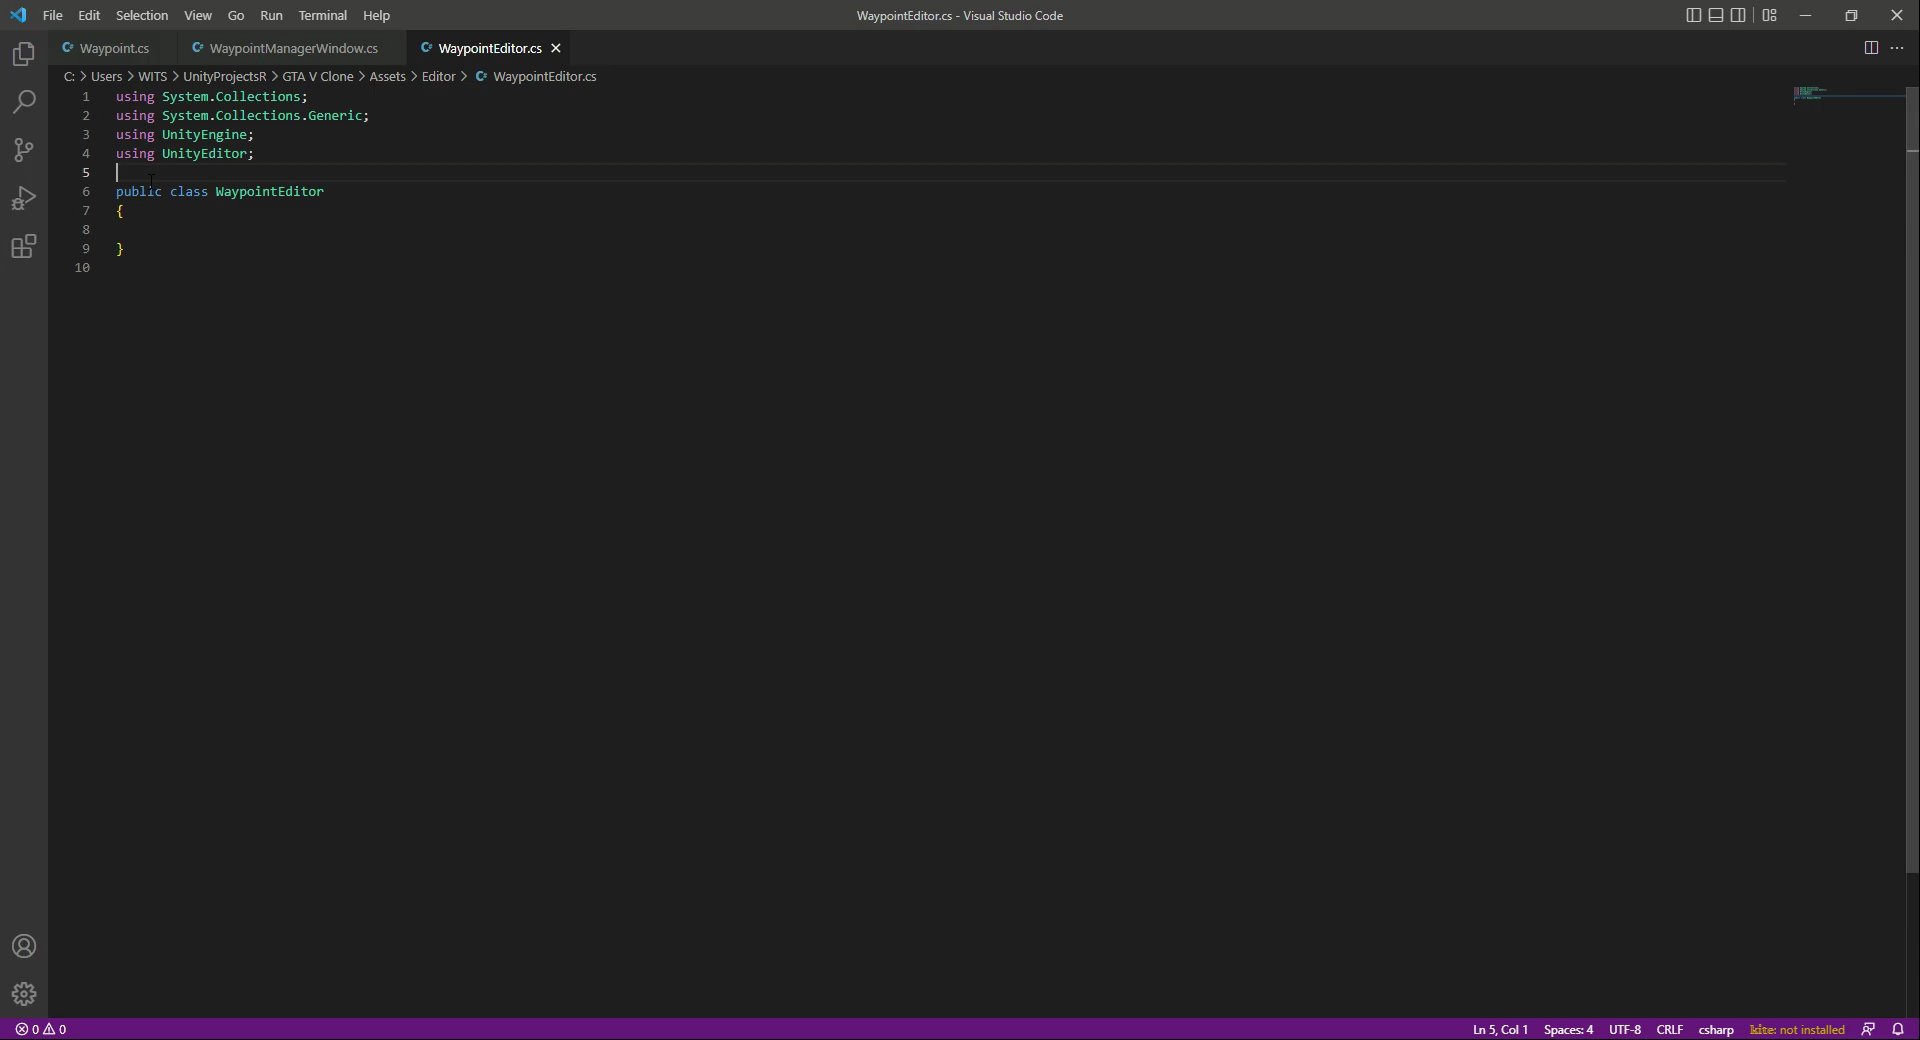 File Edit Selection View Go Run Terminal Help
WaypointEditor.cs - Visual Studio Code
Waypoint.cs
WaypointManagerWindow.cs
WaypointEditor.cs
C: > Users > WITS > UnityProjectsR > GTA V Clone > Assets > Editor > WaypointEditor.cs
1 using System.Collections;
2 using System.Collections.Generic;
3 using UnityEngine;
4 using UnityEditor;
5
6 public class WaypointEditor
7 {
8
9 }
10
0 0
Ln 5, Col 1 Spaces: 4 UTF-8 CRLF csharp kite: not installed